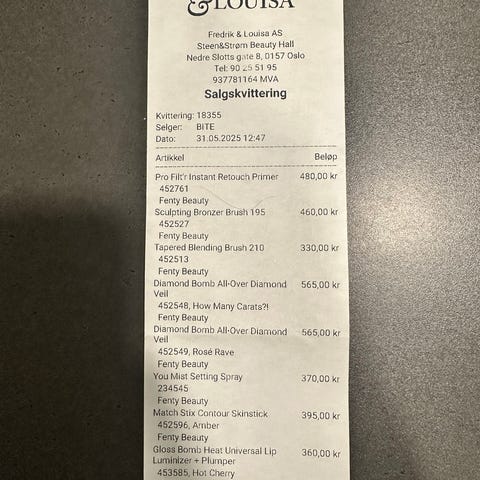 & LOUISA
Fredrik & Louisa AS
Steen&Strøm Beauty Hall
Nedre Slotts gate 8, 0157 Oslo
Tel: 90 25 51 95
937781164 MVA
Salgskvittering
Kvittering: 18355
Selger: BITE
Dato: 31.05.2025 12:47
Artikkel Beløp
Pro Filt'r Instant Retouch Primer 480,00 kr
452761
Fenty Beauty
Sculpting Bronzer Brush 195 460,00 kr
452527
Fenty Beauty
Tapered Blending Brush 210 330,00 kr
452513
Fenty Beauty
Diamond Bomb All-Over Diamond 565,00 kr
Veil
452548, How Many Carats?!
Fenty Beauty
Diamond Bomb All-Over Diamond 565,00 kr
Veil
452549, Rosé Rave
Fenty Beauty
You Mist Setting Spray 370,00 kr
234545
Fenty Beauty
Match Stix Contour Skinstick 395,00 kr
452596, Amber
Fenty Beauty
Gloss Bomb Heat Universal Lip 360,00 kr
Luminizer + Plumper
453585, Hot Cherry